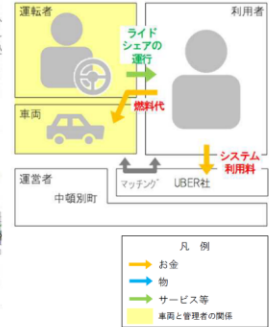 運転者
利用者
ライド
シェアの
運行
燃料代
車両
システム
利用料
運営者
中頓別町
マッチング
UBER社
凡 例
お金
物
サービス等
車両と管理者の関係